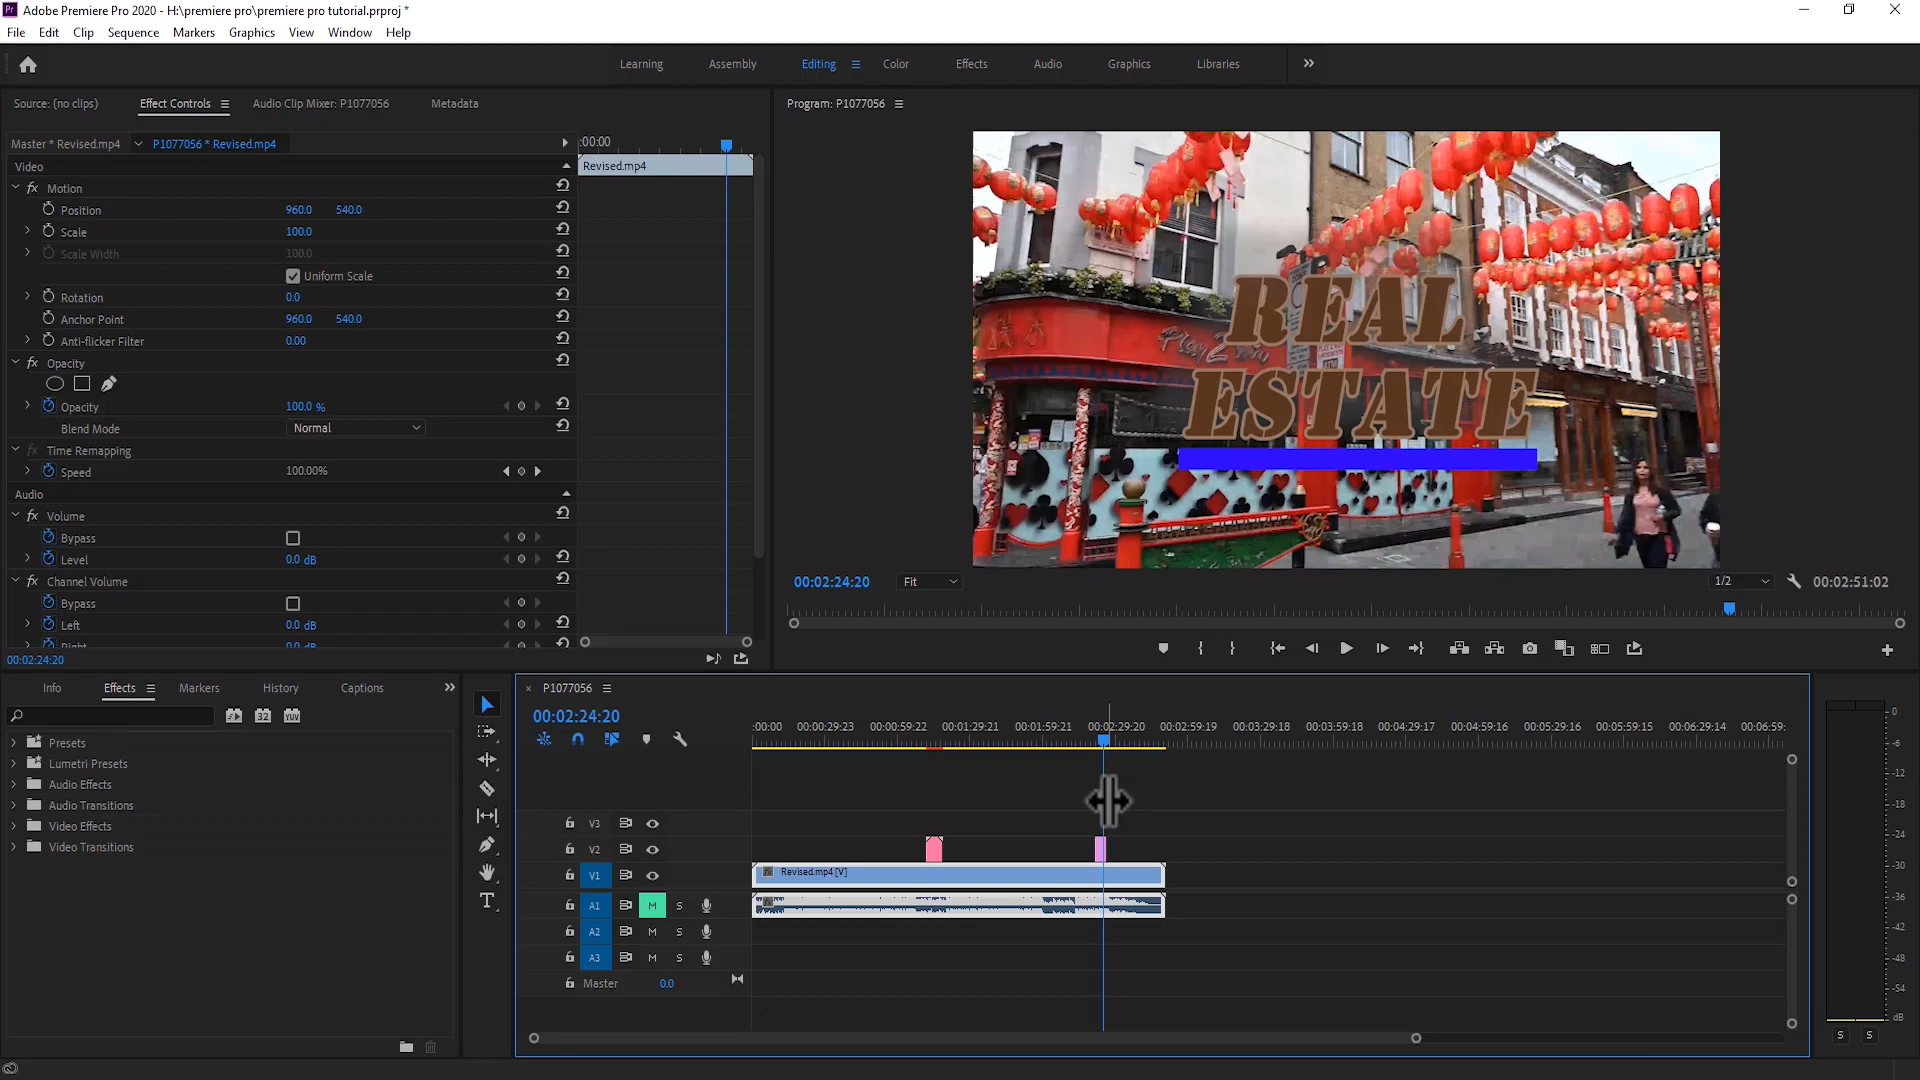 Adobe Premiere Pro 2020 - H:\premiere pro\premiere pro tutorial.prproj *
File Edit Clip Sequence Markers Graphics View Window Help
Learning Assembly Editing Color Effects Audio Graphics Libraries
Source: (no clips) Effect Controls Audio Clip Mixer: P1077056 Metadata
Program: P1077056
Master * Revised.mp4 P1077056 * Revised.mp4 :00:00
Video Revised.mp4
fx Motion
Position 960.0 540.0
Scale 100.0
Scale Width 100.0
Uniform Scale
Rotation 0.0
Anchor Point 960.0 540.0
Anti-flicker Filter 0.00
fx Opacity
Opacity 100.0 %
Blend Mode Normal
fx Time Remapping
Speed 100.00%
Audio
fx Volume
Bypass
Level 0.0 dB
fx Channel Volume
Bypass
Left 0.0 dB
Right 0.0 dB
00:02:24:20
REAL
ESTATE
00:02:24:20 Fit 1/2 00:02:51:02
Info Effects Markers History Captions
32 YUV
Presets
Lumetri Presets
Audio Effects
Audio Transitions
Video Effects
Video Transitions
P1077056
00:02:24:20
:00:00 00:00:29:23 00:00:59:22 00:01:29:21 00:01:59:21 00:02:29:20 00:02:59:19 00:03:29:18 00:03:59:18 00:04:29:17 00:04:59:16 00:05:29:16 00:05:59:15 00:06:29:14 00:06:59:
V3
V2
V1 fx Revised.mp4 [V]
A1 M S fx
A2 M S
A3 M S
Master 0.0
0
-6
-12
-18
-24
-30
-36
-42
-48
-54
dB
S S